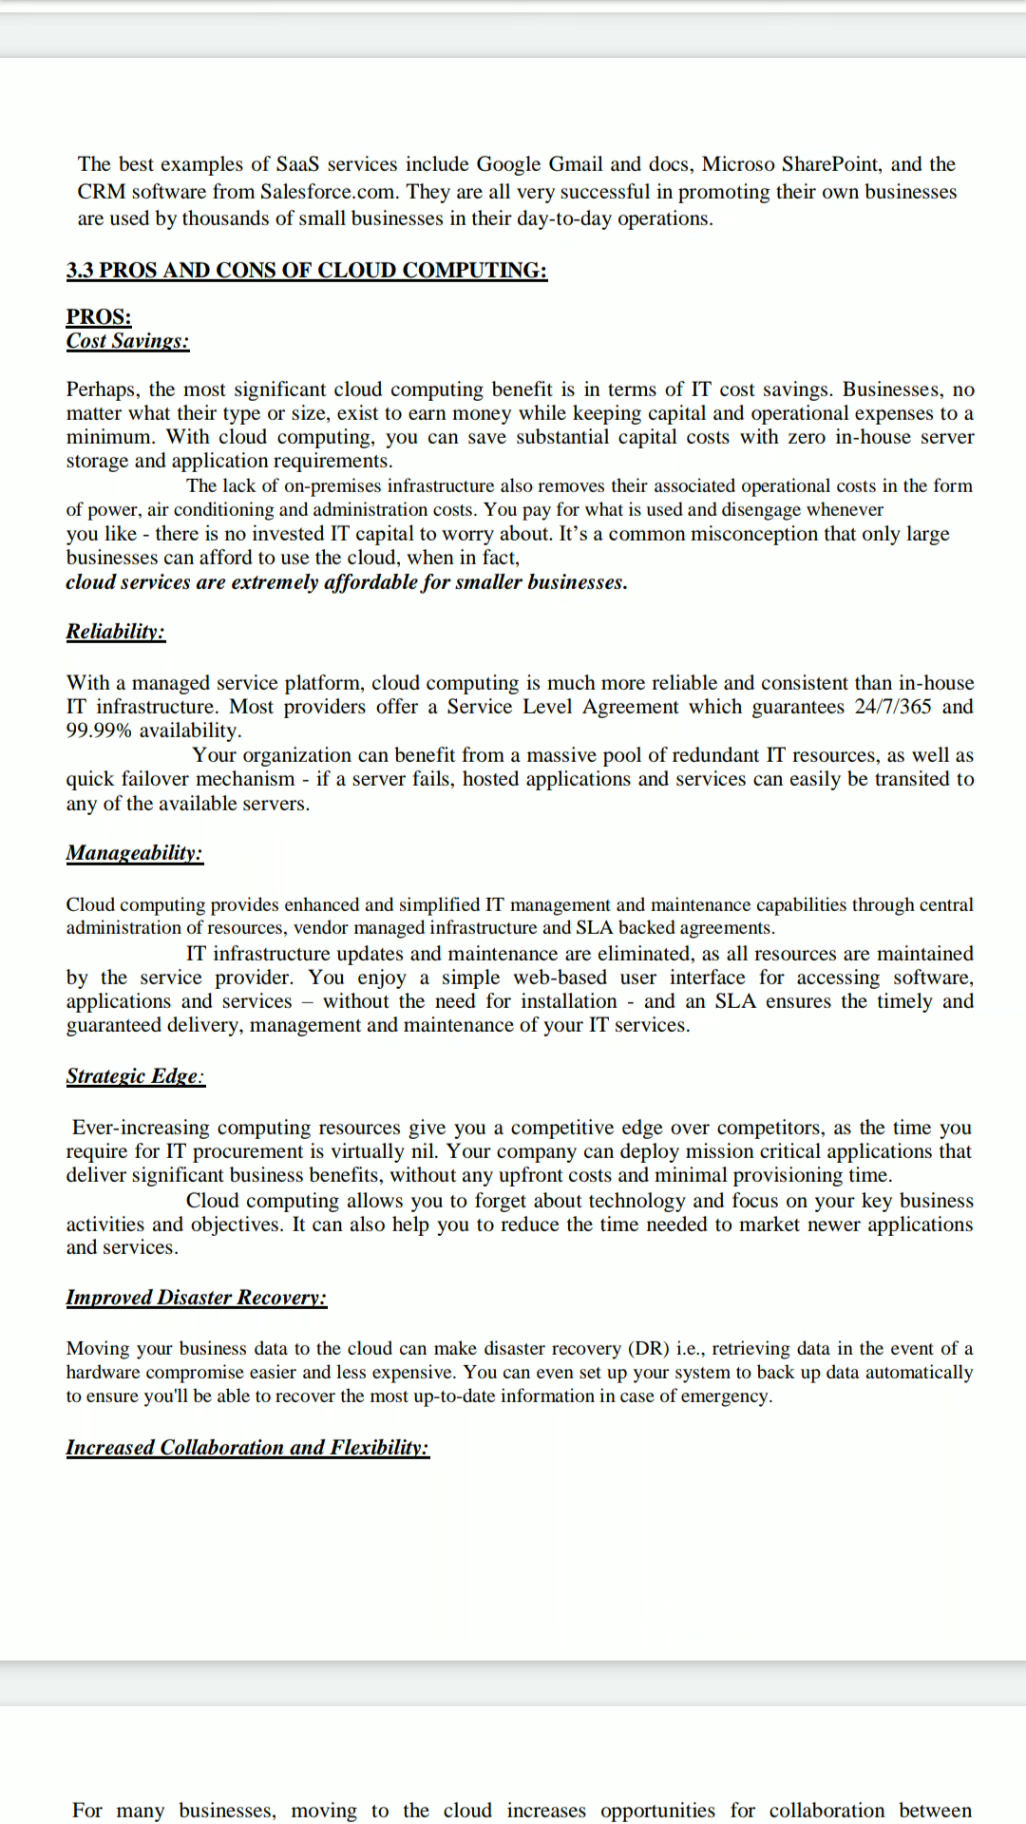 The best examples of SaaS services include Google Gmail and docs, Microso SharePoint, and the
CRM software from Salesforce.com. They are all very successful in promoting their own businesses
are used by thousands of small businesses in their day-to-day operations.
3.3 PROS AND CONS OF CLOUD COMPUTING:
PROS:
Cost Savings:
Perhaps, the most significant cloud computing benefit is in terms of IT cost savings. Businesses, no
matter what their type or size, exist to earn money while keeping capital and operational expenses to a
minimum. With cloud computing, you can save substantial capital costs with zero in-house server
storage and application requirements.
The lack of on-premises infrastructure also removes their associated operational costs in the form
of power, air conditioning and administration costs. You pay for what is used and disengage whenever
you like - there is no invested IT capital to worry about. It’s a common misconception that only large
businesses can afford to use the cloud, when in fact,
cloud services are extremely affordable for smaller businesses.
Reliability:
With a managed service platform, cloud computing is much more reliable and consistent than in-house
IT infrastructure. Most providers offer a Service Level Agreement which guarantees 24/7/365 and
99.99% availability.
Your organization can benefit from a massive pool of redundant IT resources, as well as
quick failover mechanism - if a server fails, hosted applications and services can easily be transited to
any of the available servers.
Manageability:
Cloud computing provides enhanced and simplified IT management and maintenance capabilities through central
administration of resources, vendor managed infrastructure and SLA backed agreements.
IT infrastructure updates and maintenance are eliminated, as all resources are maintained
by the service provider. You enjoy a simple web-based user interface for accessing software,
applications and services – without the need for installation - and an SLA ensures the timely and
guaranteed delivery, management and maintenance of your IT services.
Strategic Edge:
Ever-increasing computing resources give you a competitive edge over competitors, as the time you
require for IT procurement is virtually nil. Your company can deploy mission critical applications that
deliver significant business benefits, without any upfront costs and minimal provisioning time.
Cloud computing allows you to forget about technology and focus on your key business
activities and objectives. It can also help you to reduce the time needed to market newer applications
and services.
Improved Disaster Recovery:
Moving your business data to the cloud can make disaster recovery (DR) i.e., retrieving data in the event of a
hardware compromise easier and less expensive. You can even set up your system to back up data automatically
to ensure you'll be able to recover the most up-to-date information in case of emergency.
Increased Collaboration and Flexibility:
For many businesses, moving to the cloud increases opportunities for collaboration between